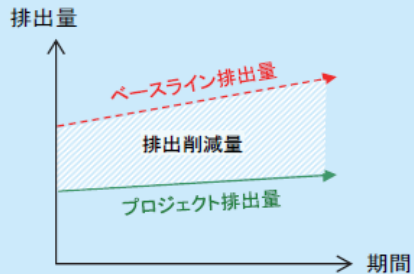 排出量
ベースライン排出量
排出削減量
プロジェクト排出量
期間